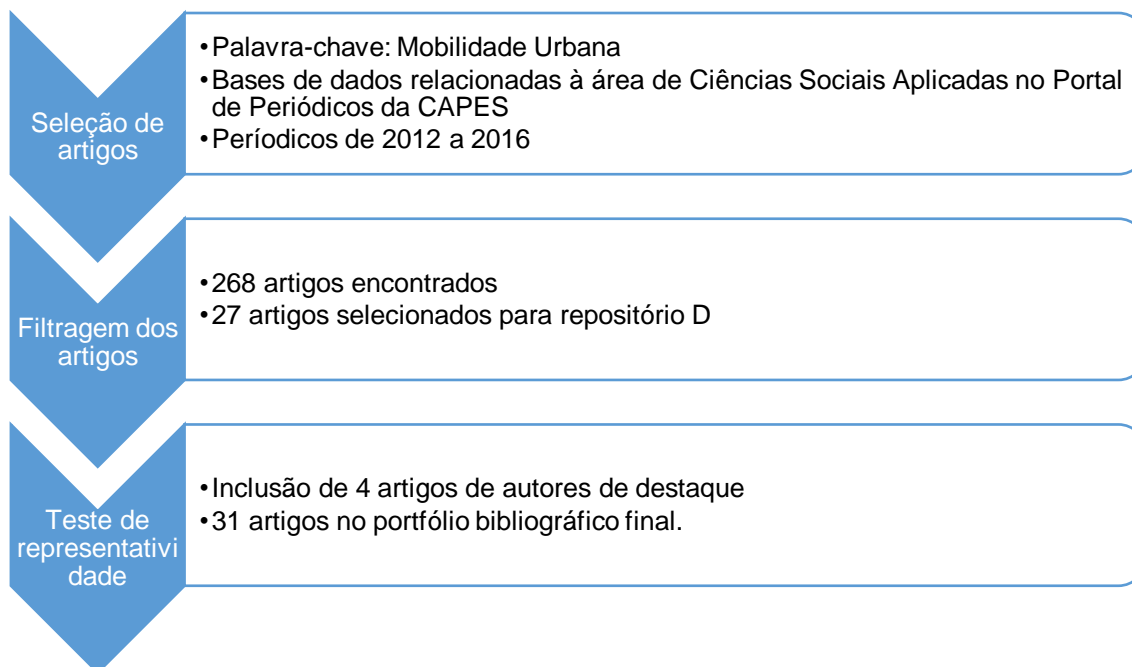 Seleção de
artigos
•Palavra-chave: Mobilidade Urbana
•Bases de dados relacionadas à área de Ciências Sociais Aplicadas no Portal
de Periódicos da CAPES
•Períodicos de 2012 a 2016
Filtragem dos
artigos
•268 artigos encontrados
•27 artigos selecionados para repositório D
Teste de
representativi
dade
•Inclusão de 4 artigos de autores de destaque
•31 artigos no portfólio bibliográfico final.